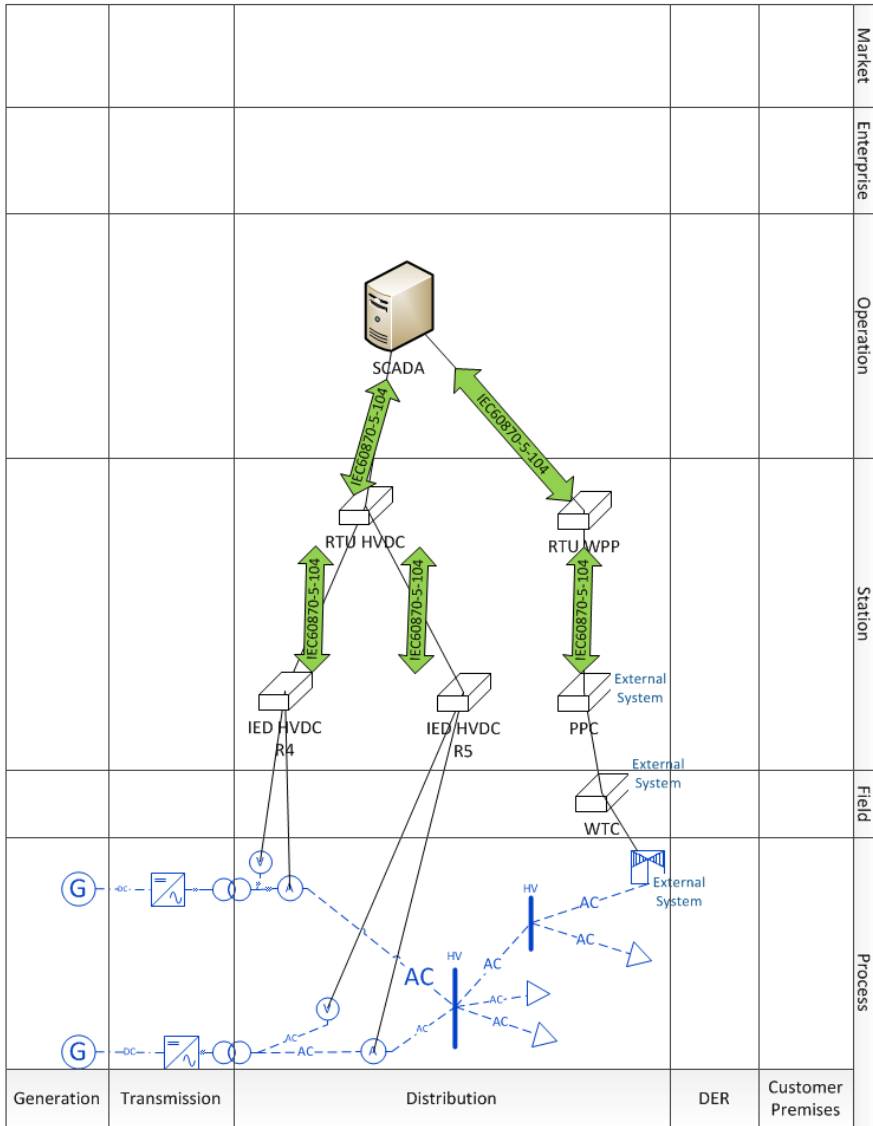 Market
Enterprise
Operation
SCADA
IEC60870-5-104
IEC60870-5-104
Station
RTU HVDC
RTU WPP
IEC60870-5-104
IEC60870-5-104
IEC60870-5-104
External
System
IED HVDC
R4
IED HVDC
R5
PPC
External
System
Field
WTC
Process
V
G
DC
A
External
System
HV
AC
AC
AC
HV
AC
AC
AC
V
AC
AC
G
DC
AC
A
Generation
Transmission
Distribution
DER
Customer
Premises